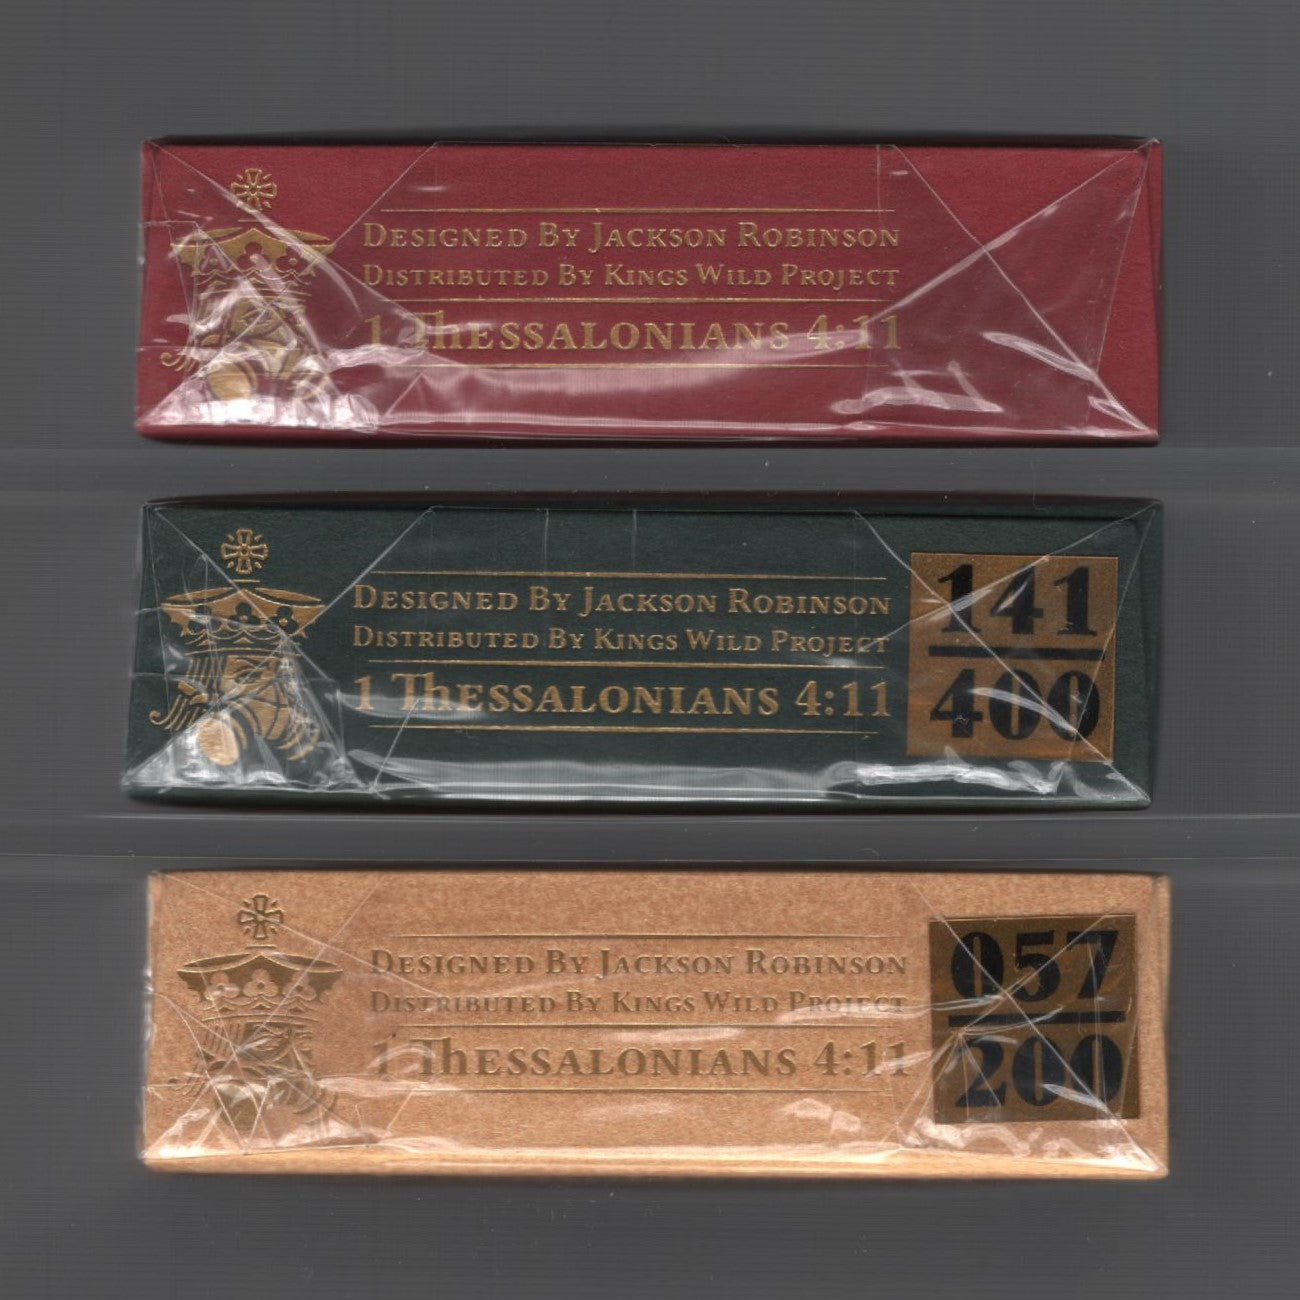 Designed By Jackson Robinson
Distributed By Kings Wild Project
1 Thessalonians 4:11
Designed By Jackson Robinson
Distributed By Kings Wild Project
1 Thessalonians 4:11
141
400
Designed By Jackson Robinson
Distributed By Kings Wild Project
1 Thessalonians 4:11
057
200